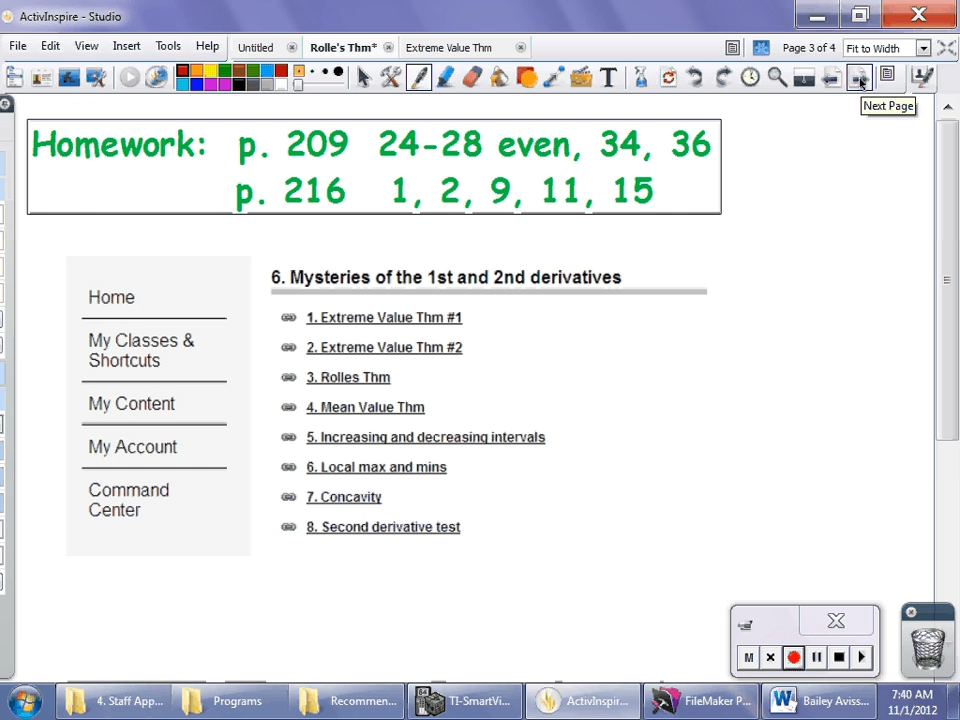 ActivInspire - Studio
File Edit View Insert Tools Help Untitled Rolle's Thm* Extreme Value Thm Page 3 of 4 Fit to Width
Next Page
Homework: p. 209 24-28 even, 34, 36
p. 216 1, 2, 9, 11, 15
6. Mysteries of the 1st and 2nd derivatives
Home
My Classes &
Shortcuts
My Content
My Account
Command
Center
1. Extreme Value Thm #1
2. Extreme Value Thm #2
3. Rolles Thm
4. Mean Value Thm
5. Increasing and decreasing intervals
6. Local max and mins
7. Concavity
8. Second derivative test
M
4. Staff App... Programs Recommen... TI-SmartVi... ActivInspir... FileMaker P... Bailey Aviss...
7:40 AM
11/1/2012